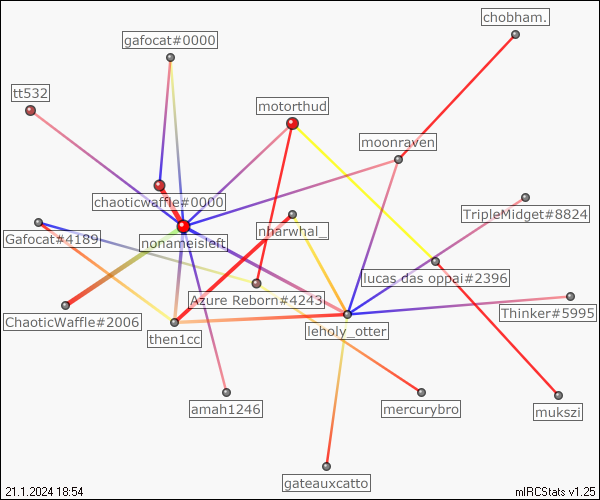 chobham.
gafocat#0000
tt532
motorthud
moonraven
chaoticwaffle#0000
TripleMidget#8824
nharwhal_
Gafocat#4189
nonameisleft
lucas das oppai#2396
Azure Reborn#4243
ChaoticWaffle#2006
Thinker#5995
then1cc
leholy_otter
amah1246
mercurybro
mukszi
gateauxcatto
21.1.2024 18:54
mIRCStats v1.25